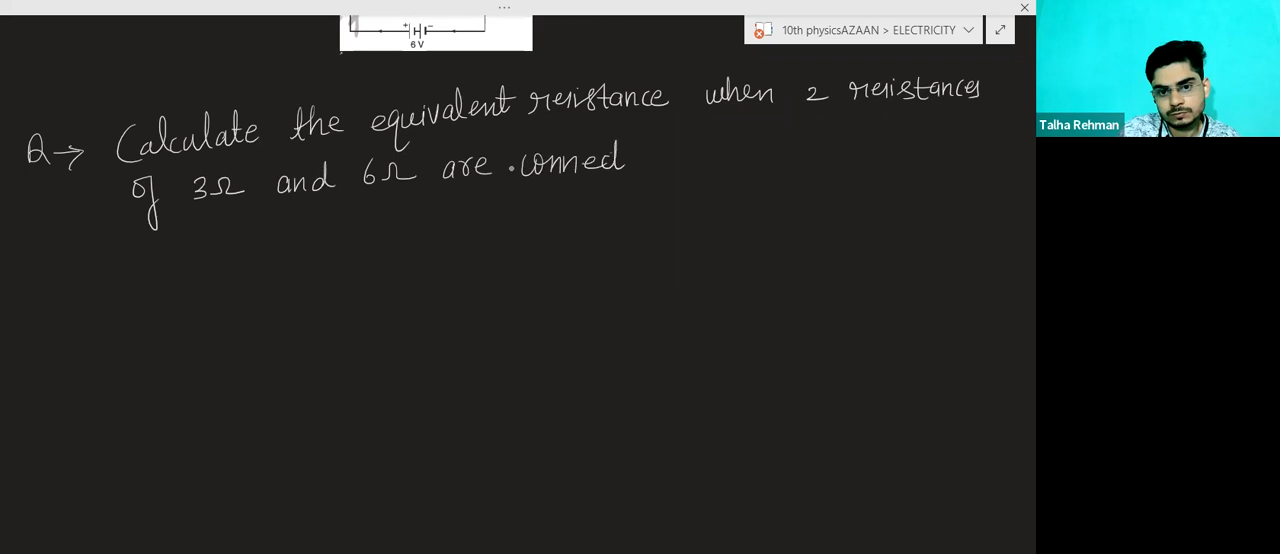 + −
6 V
10th physicsAZAAN > ELECTRICITY
Talha Rehman
Q→ Calculate the equivalent resistance when 2 resistances
of 3Ω and 6Ω are conned